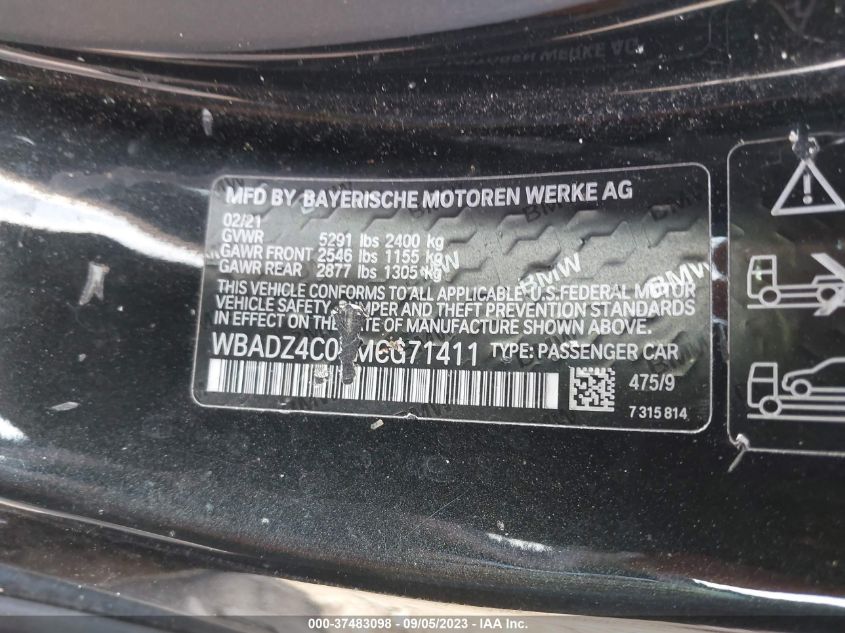 MFD BY BAYERISCHE MOTOREN WERKE AG
02/21
GVWR 5291 lbs 2400 kg
GAWR FRONT 2546 lbs 1155 kg
GAWR REAR 2877 lbs 1305 kg
THIS VEHICLE CONFORMS TO ALL APPLICABLE U.S. FEDERAL MOTOR
VEHICLE SAFETY, BUMPER AND THEFT PREVENTION STANDARDS
IN EFFECT ON THE DATE OF MANUFACTURE SHOWN ABOVE.
TYPE: PASSENGER CAR
475/9
7 315 814
000-37483098 - 09/05/2023 - IAAI.COM